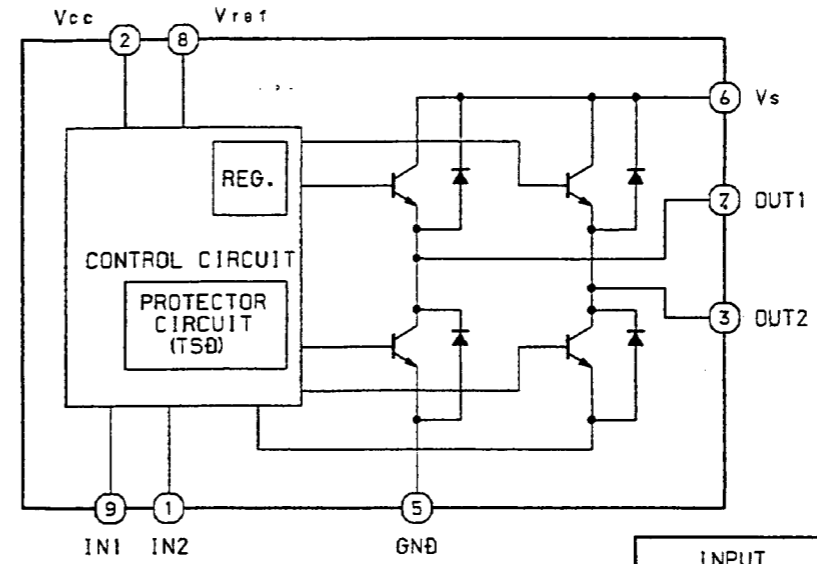 Vcc
Vref
2
8
6 Vs
REG.
7 OUT1
CONTROL CIRCUIT
PROTECTOR
CIRCUIT
(TSD)
3 OUT2
9
1
5
IN1
IN2
GND
INPUT